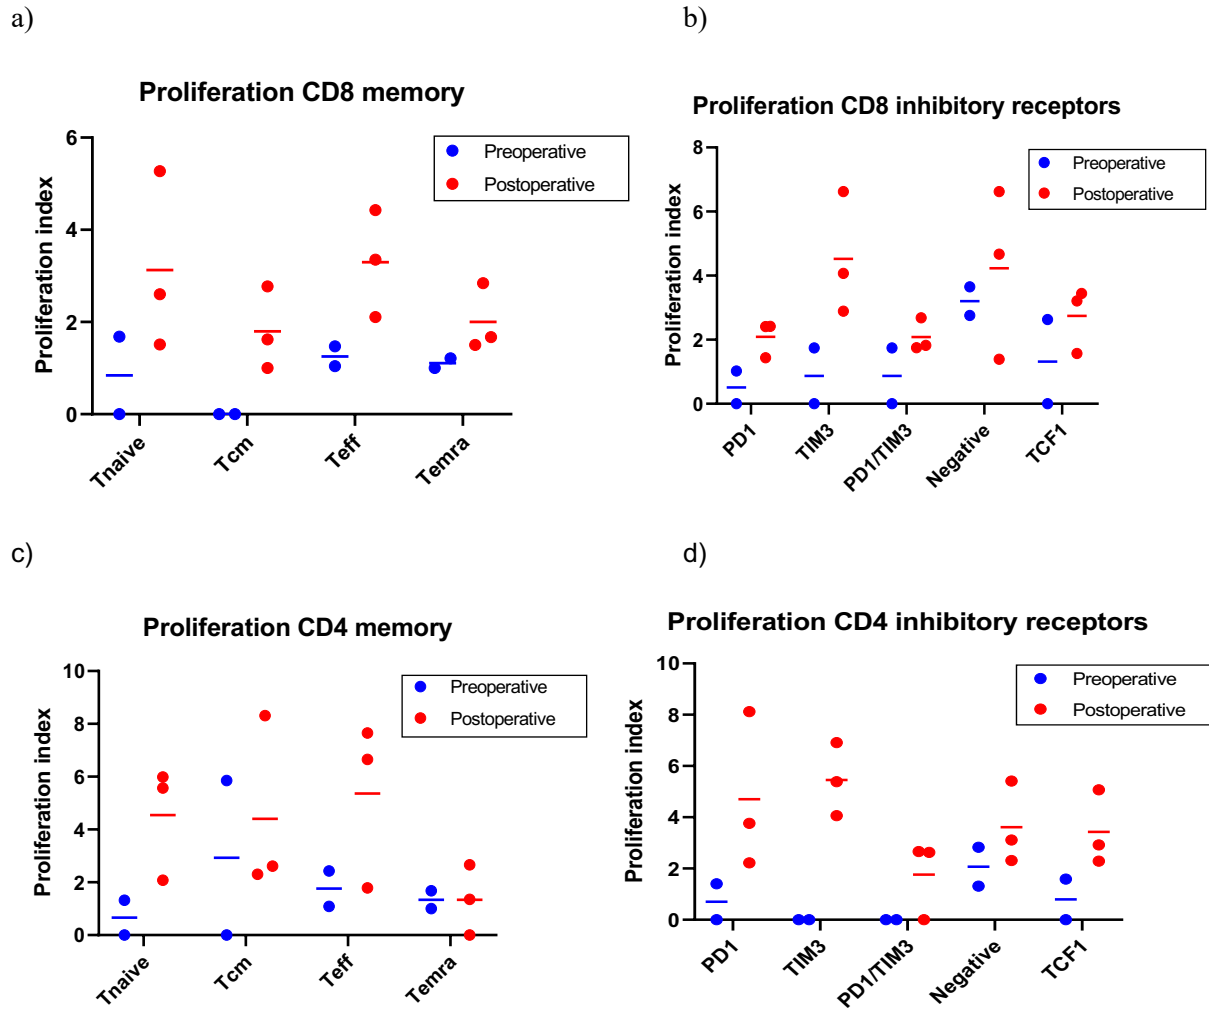 a)
Proliferation CD8 memory
Proliferation index
6
4
2
0
Preoperative
Postoperative
Tnaive
Tcm
Teff
Temra
b)
Proliferation CD8 inhibitory receptors
Proliferation index
8
6
4
2
0
Preoperative
Postoperative
PD1
TIM3
PD1/TIM3
Negative
TCF1
c)
Proliferation CD4 memory
Proliferation index
10
8
6
4
2
0
Preoperative
Postoperative
Tnaive
Tcm
Teff
Temra
d)
Proliferation CD4 inhibitory receptors
Proliferation index
10
8
6
4
2
0
Preoperative
Postoperative
PD1
TIM3
PD1/TIM3
Negative
TCF1